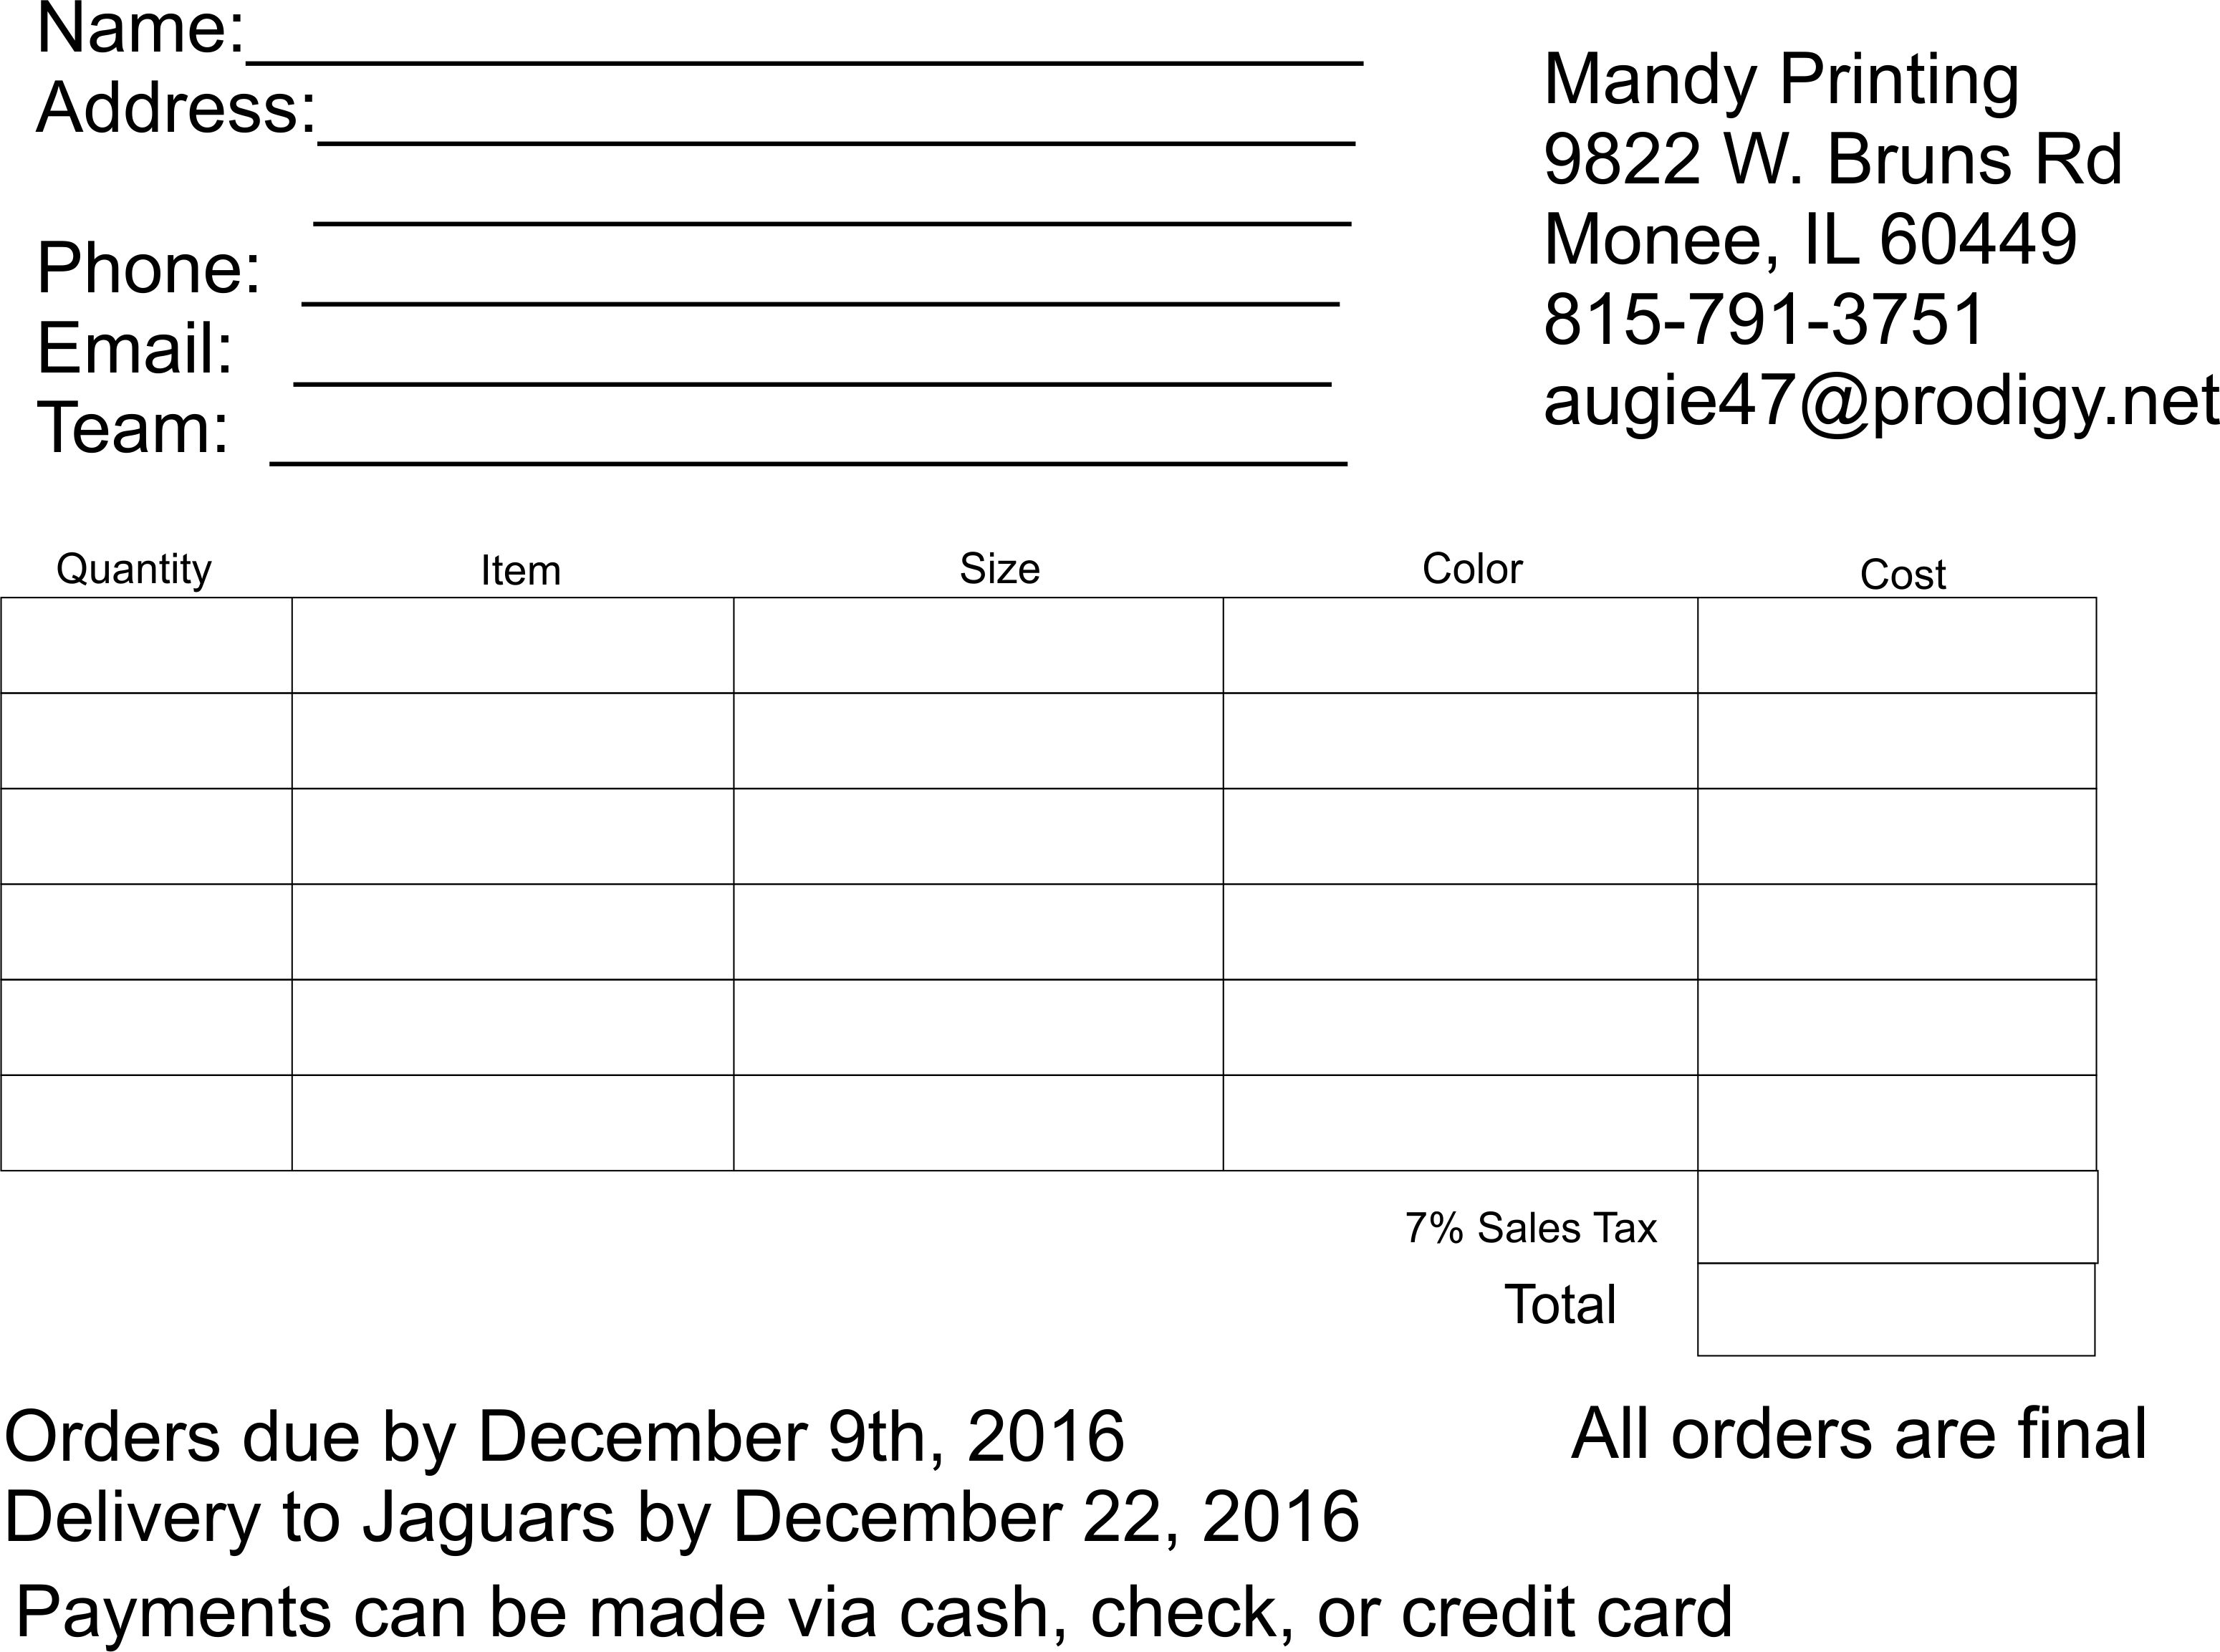 Name:
Address:
Phone:
Email:
Team:
Mandy Printing
9822 W. Bruns Rd
Monee, IL 60449
815-791-3751
augie47@prodigy.net
Quantity Item Size Color Cost
7% Sales Tax
Total
Orders due by December 9th, 2016
All orders are final
Delivery to Jaguars by December 22, 2016
Payments can be made via cash, check, or credit card